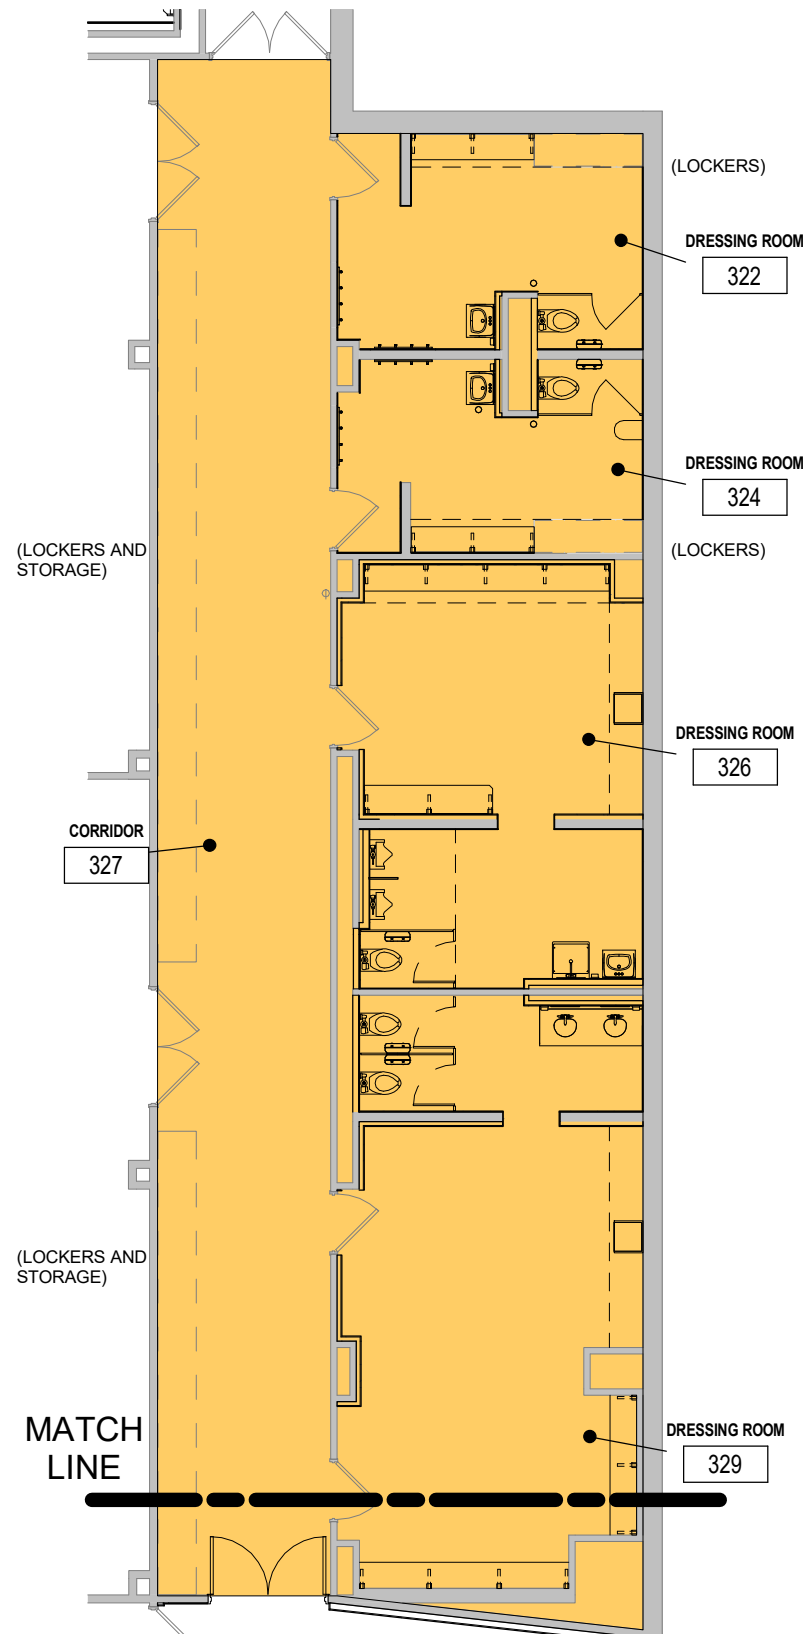 (LOCKERS)
DRESSING ROOM
322
DRESSING ROOM
324
(LOCKERS AND
STORAGE)
(LOCKERS)
DRESSING ROOM
326
CORRIDOR
327
(LOCKERS AND
STORAGE)
MATCH
LINE
DRESSING ROOM
329